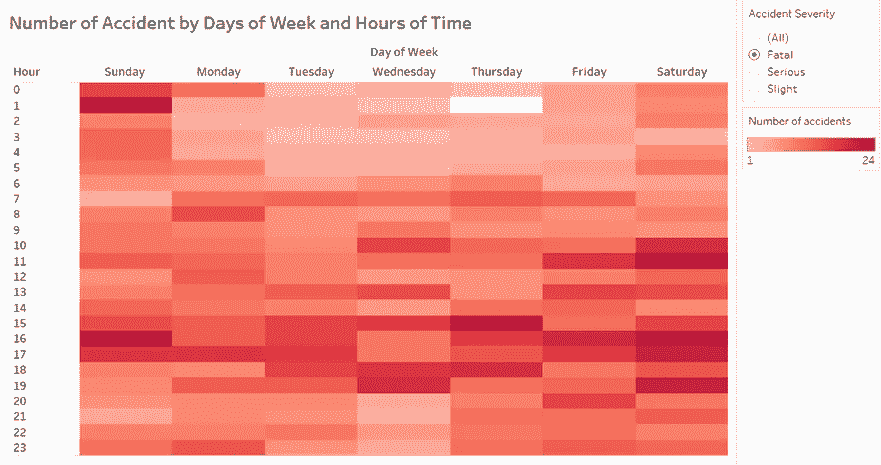 Number of Accident by Days of Week and Hours of Time
Day of Week
Hour Sunday Monday Tuesday Wednesday Thursday Friday Saturday
0
1
2
3
4
5
6
7
8
9
10
11
12
13
14
15
16
17
18
19
20
21
22
23
Accident Severity
(All)
Fatal
Serious
Slight
Number of accidents
1 24